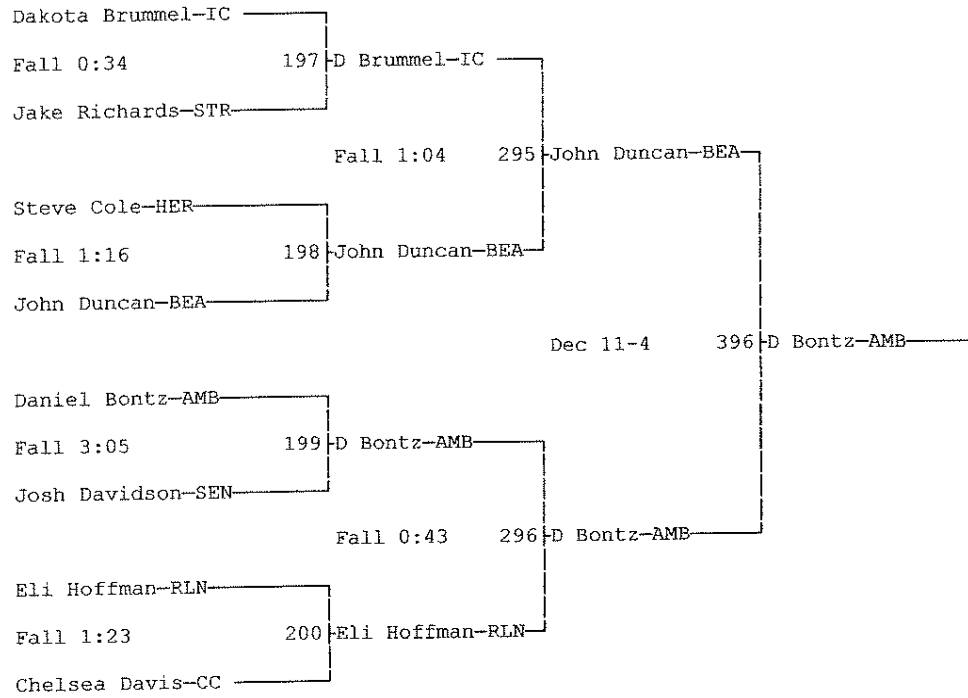 Dakota Brummel-IC
Fall 0:34 197 D Brummel-IC
Jake Richards-STR
Fall 1:04 295 John Duncan-BEA
Steve Cole-HER
Fall 1:16 198 John Duncan-BEA
John Duncan-BEA
Dec 11-4 396 D Bontz-AMB
Daniel Bontz-AMB
Fall 3:05 199 D Bontz-AMB
Josh Davidson-SEN
Fall 0:43 296 D Bontz-AMB
Eli Hoffman-RLN
Fall 1:23 200 Eli Hoffman-RLN
Chelsea Davis-CC